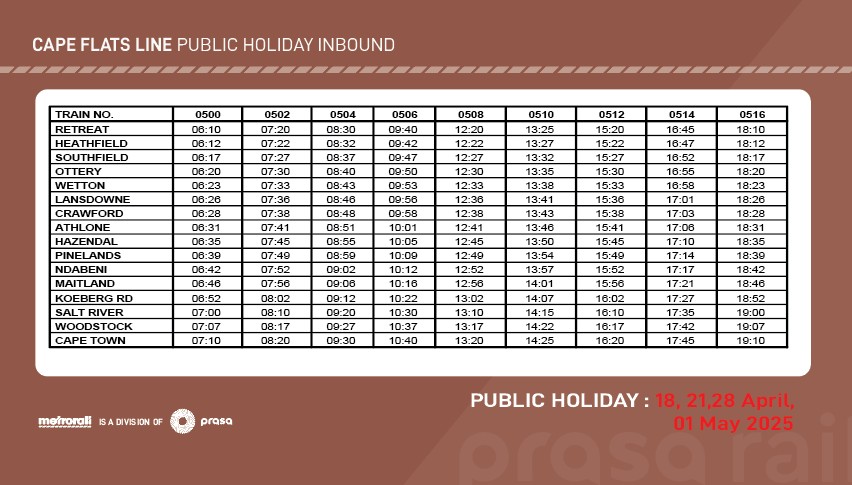 CAPE FLATS LINE PUBLIC HOLIDAY INBOUND
TRAIN NO. 0500 0502 0504 0506 0508 0510 0512 0514 0516
RETREAT 06:10 07:20 08:30 09:40 12:20 13:25 15:20 16:45 18:10
HEATHFIELD 06:12 07:22 08:32 09:42 12:22 13:27 15:22 16:47 18:12
SOUTHFIELD 06:17 07:27 08:37 09:47 12:27 13:32 15:27 16:52 18:17
OTTERY 06:20 07:30 08:40 09:50 12:30 13:35 15:30 16:55 18:20
WETTON 06:23 07:33 08:43 09:53 12:33 13:38 15:33 16:58 18:23
LANSDOWNE 06:26 07:36 08:46 09:56 12:36 13:41 15:36 17:01 18:26
CRAWFORD 06:28 07:38 08:48 09:58 12:38 13:43 15:38 17:03 18:28
ATHLONE 06:31 07:41 08:51 10:01 12:41 13:46 15:41 17:06 18:31
HAZENDAL 06:35 07:45 08:55 10:05 12:45 13:50 15:45 17:10 18:35
PINELANDS 06:39 07:49 08:59 10:09 12:49 13:54 15:49 17:14 18:39
NDABENI 06:42 07:52 09:02 10:12 12:52 13:57 15:52 17:17 18:42
MAITLAND 06:46 07:56 09:06 10:16 12:56 14:01 15:56 17:21 18:46
KOEBERG RD 06:52 08:02 09:12 10:22 13:02 14:07 16:02 17:27 18:52
SALT RIVER 07:00 08:10 09:20 10:30 13:10 14:15 16:10 17:35 19:00
WOODSTOCK 07:07 08:17 09:27 10:37 13:17 14:22 16:17 17:42 19:07
CAPE TOWN 07:10 08:20 09:30 10:40 13:20 14:25 16:20 17:45 19:10
PUBLIC HOLIDAY : 18, 21,28 April,
01 May 2025
metrorail IS A DIVISION OF prasa
prasa rail